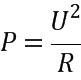 P = U² / R